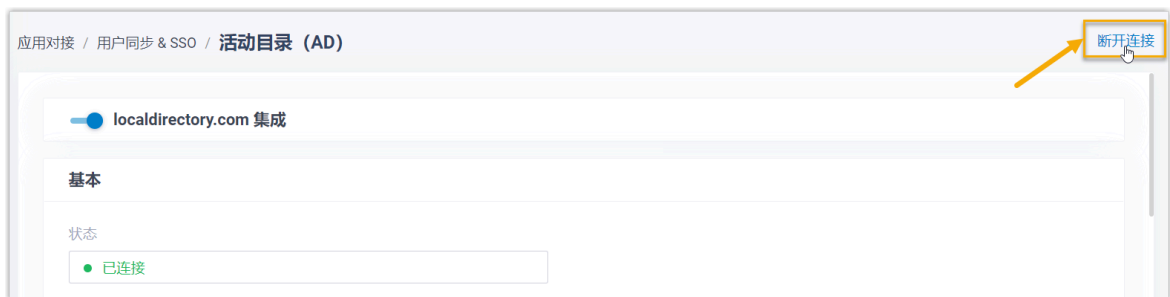 应用对接 / 用户同步 & SSO / 活动目录（AD） 断开连接
localdirectory.com 集成
基本
状态
已连接